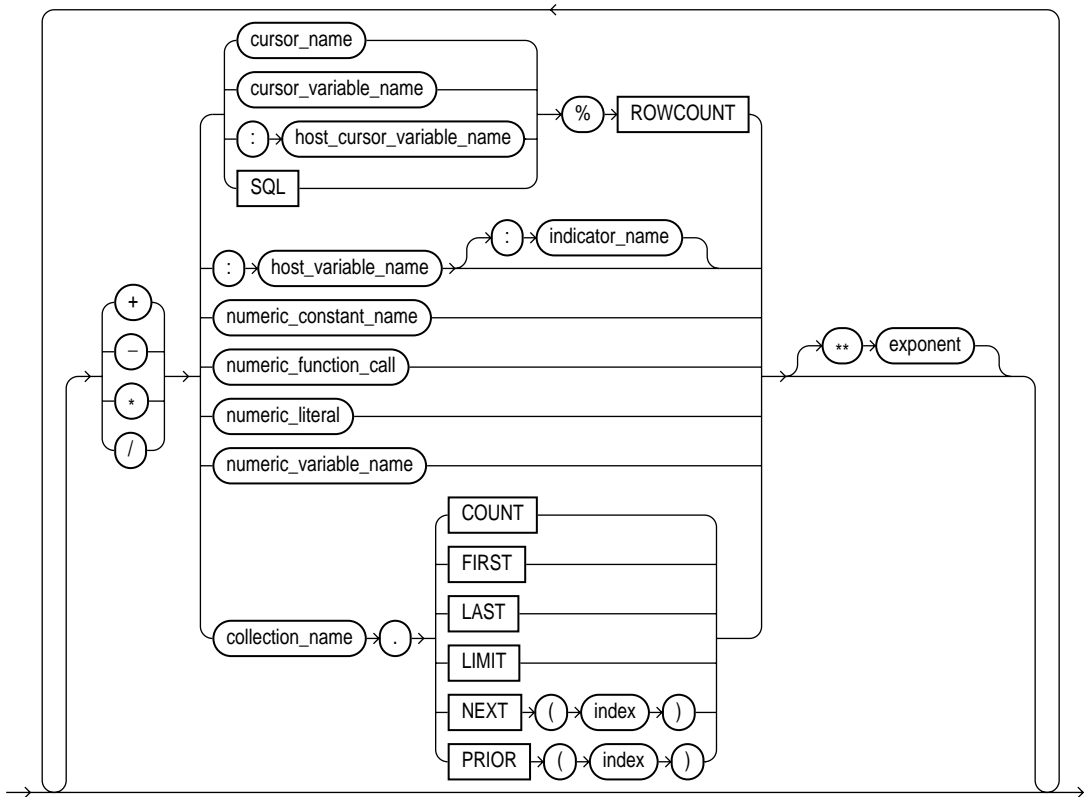 cursor_name
cursor_variable_name
% ROWCOUNT
: host_cursor_variable_name
SQL
: indicator_name
: host_variable_name
+
numeric_constant_name
−
** exponent
numeric_function_call
*
numeric_literal
/
numeric_variable_name
COUNT
FIRST
LAST
collection_name .
LIMIT
NEXT ( index )
PRIOR ( index )